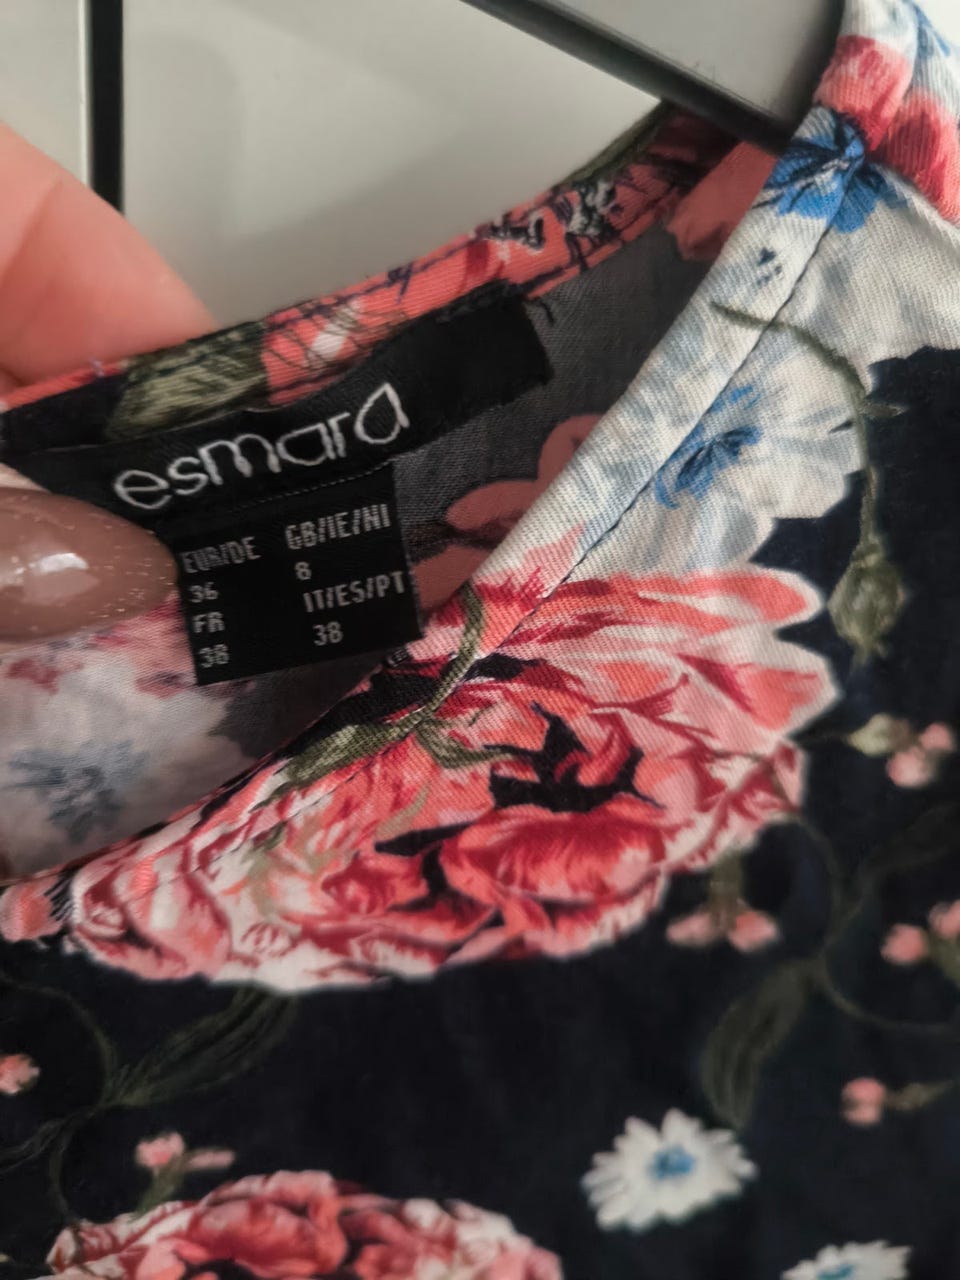 esmara
EUR/DE GB/IE/NI
36 8
FR IT/ES/PT
38 38